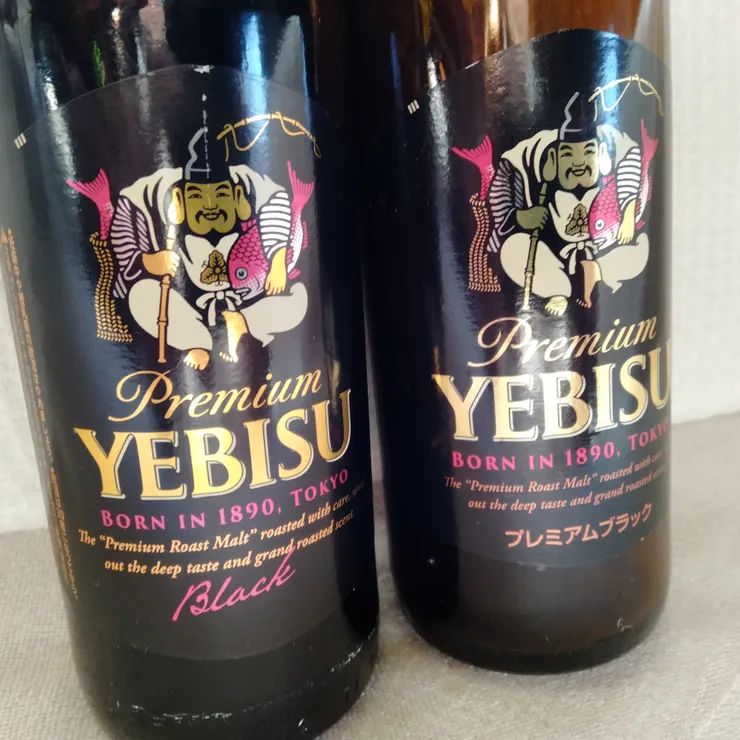 Premium
YEBISU
BORN IN 1890, TOKYO
The "Premium Roast Malt" roasted with care,
out the deep taste and grand roasted scent.
Black
Premium
YEBISU
BORN IN 1890, TOKYO
The "Premium Roast Malt" roasted with care,
out the deep taste and grand roasted scent.
プレミアムブラック